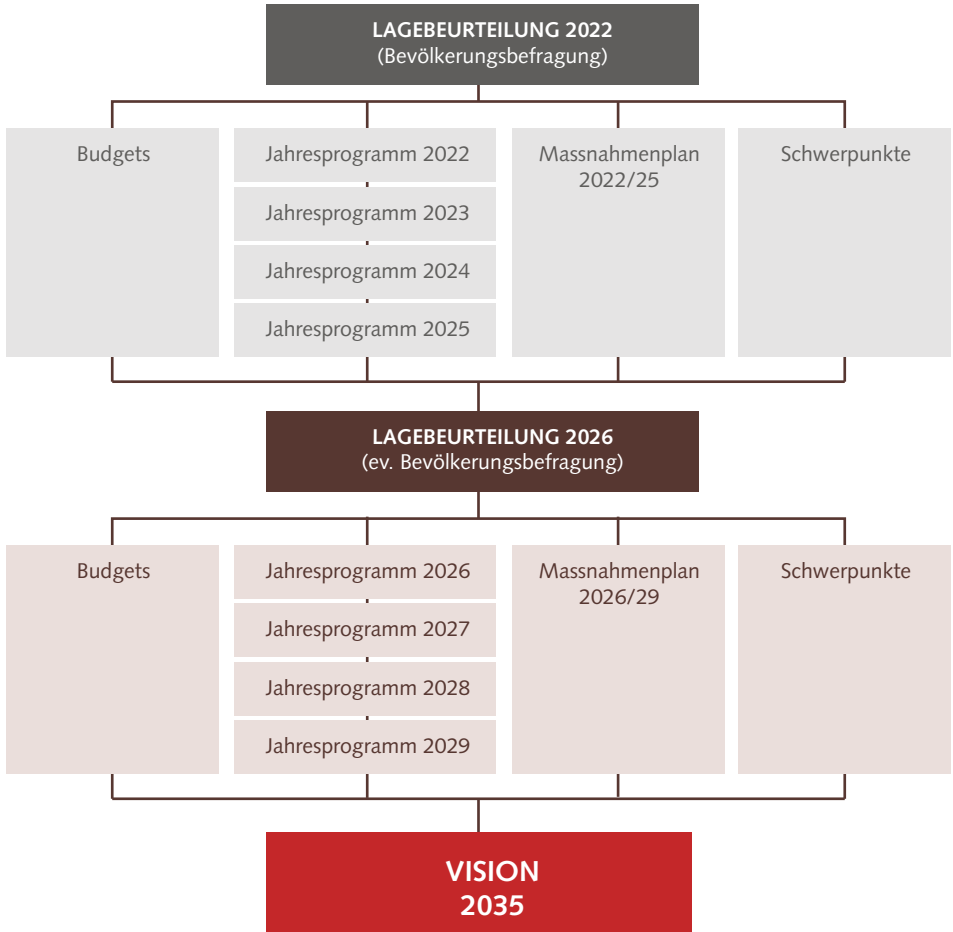 LAGEBEURTEILUNG 2022
(Bevölkerungsbefragung)
Budgets
Jahresprogramm 2022
Jahresprogramm 2023
Jahresprogramm 2024
Jahresprogramm 2025
Massnahmenplan
2022/25
Schwerpunkte
LAGEBEURTEILUNG 2026
(ev. Bevölkerungsbefragung)
Budgets
Jahresprogramm 2026
Jahresprogramm 2027
Jahresprogramm 2028
Jahresprogramm 2029
Massnahmenplan
2026/29
Schwerpunkte
VISION
2035